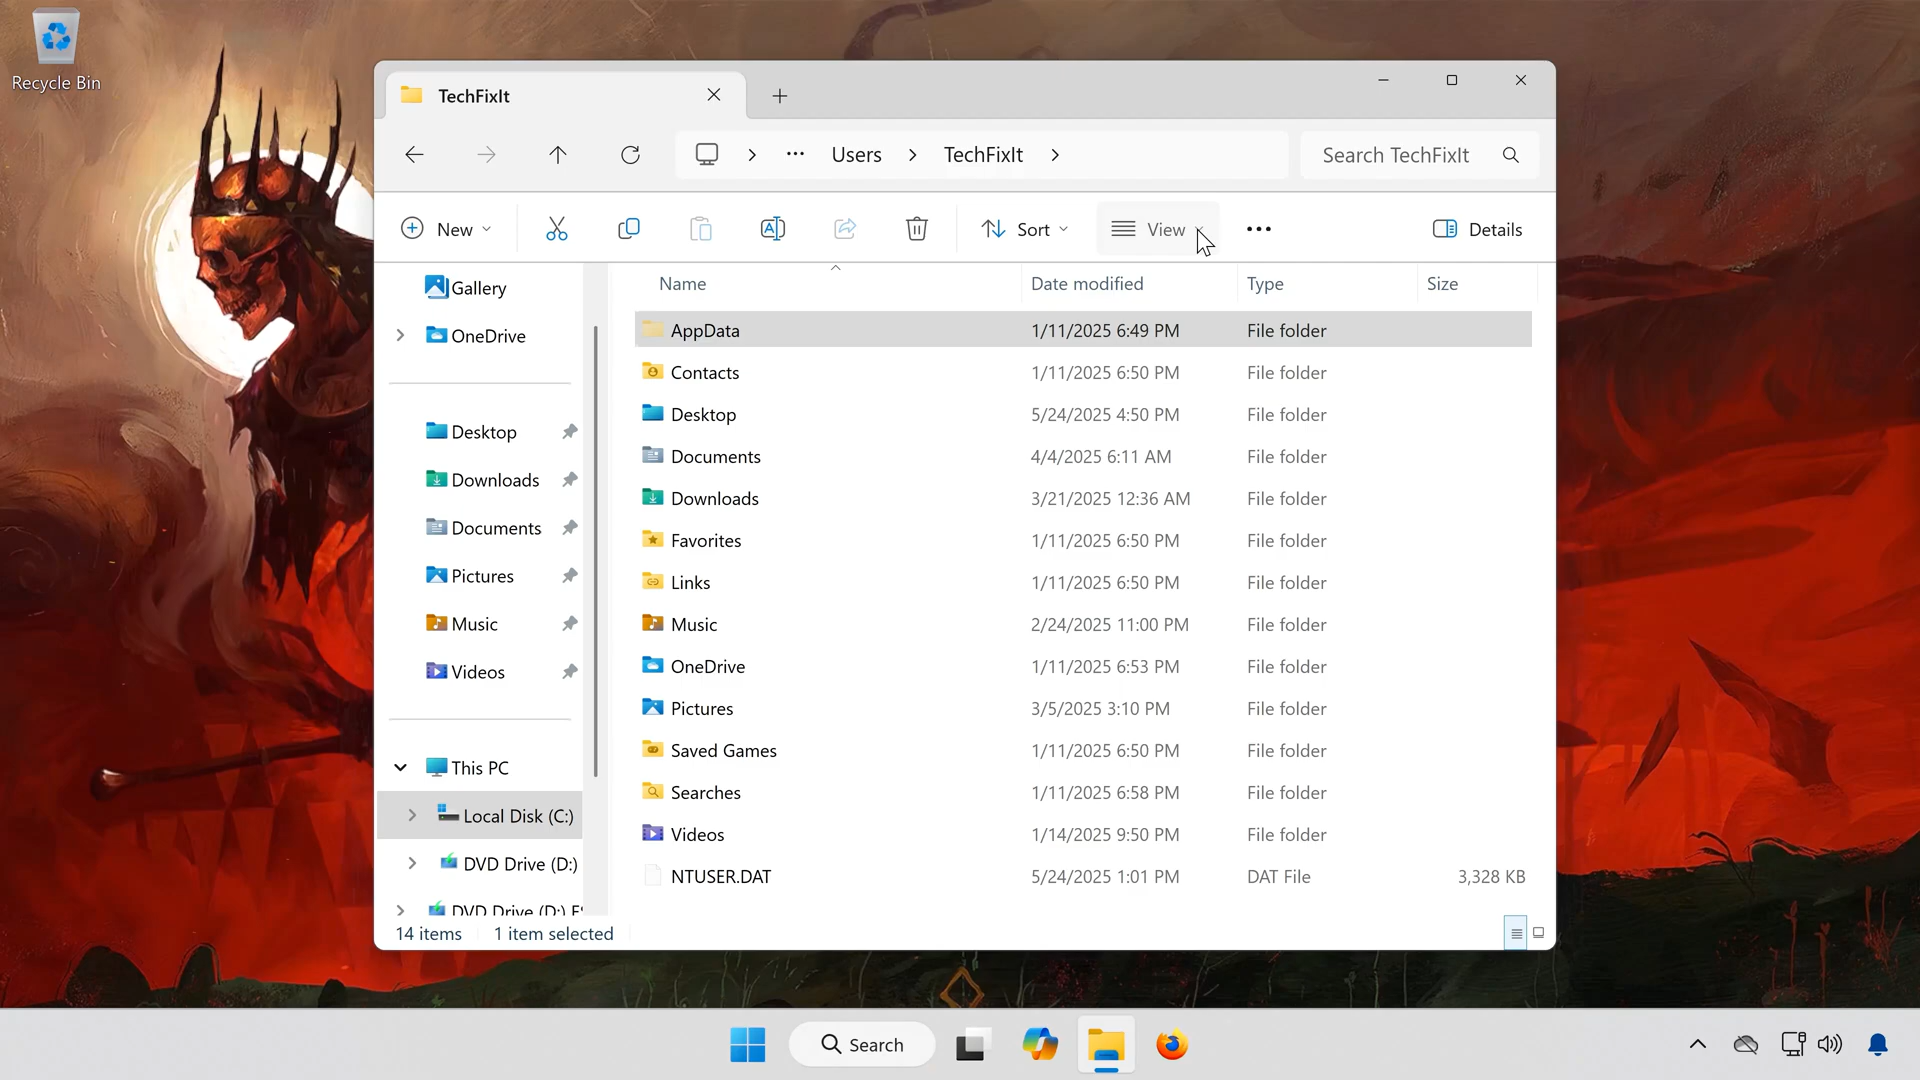 Recycle Bin
TechFixIt
Users
TechFixIt
Search TechFixIt
New
Sort
View
Details
Gallery
OneDrive
Desktop
Downloads
Documents
Pictures
Music
Videos
This PC
Local Disk (C:)
DVD Drive (D:)
DVD Drive (D:)
Name Date modified Type Size
AppData 1/11/2025 6:49 PM File folder
Contacts 1/11/2025 6:50 PM File folder
Desktop 5/24/2025 4:50 PM File folder
Documents 4/4/2025 6:11 AM File folder
Downloads 3/21/2025 12:36 AM File folder
Favorites 1/11/2025 6:50 PM File folder
Links 1/11/2025 6:50 PM File folder
Music 2/24/2025 11:00 PM File folder
OneDrive 1/11/2025 6:53 PM File folder
Pictures 3/5/2025 3:10 PM File folder
Saved Games 1/11/2025 6:50 PM File folder
Searches 1/11/2025 6:58 PM File folder
Videos 1/14/2025 9:50 PM File folder
NTUSER.DAT 5/24/2025 1:01 PM DAT File 3,328 KB
14 items 1 item selected
Search